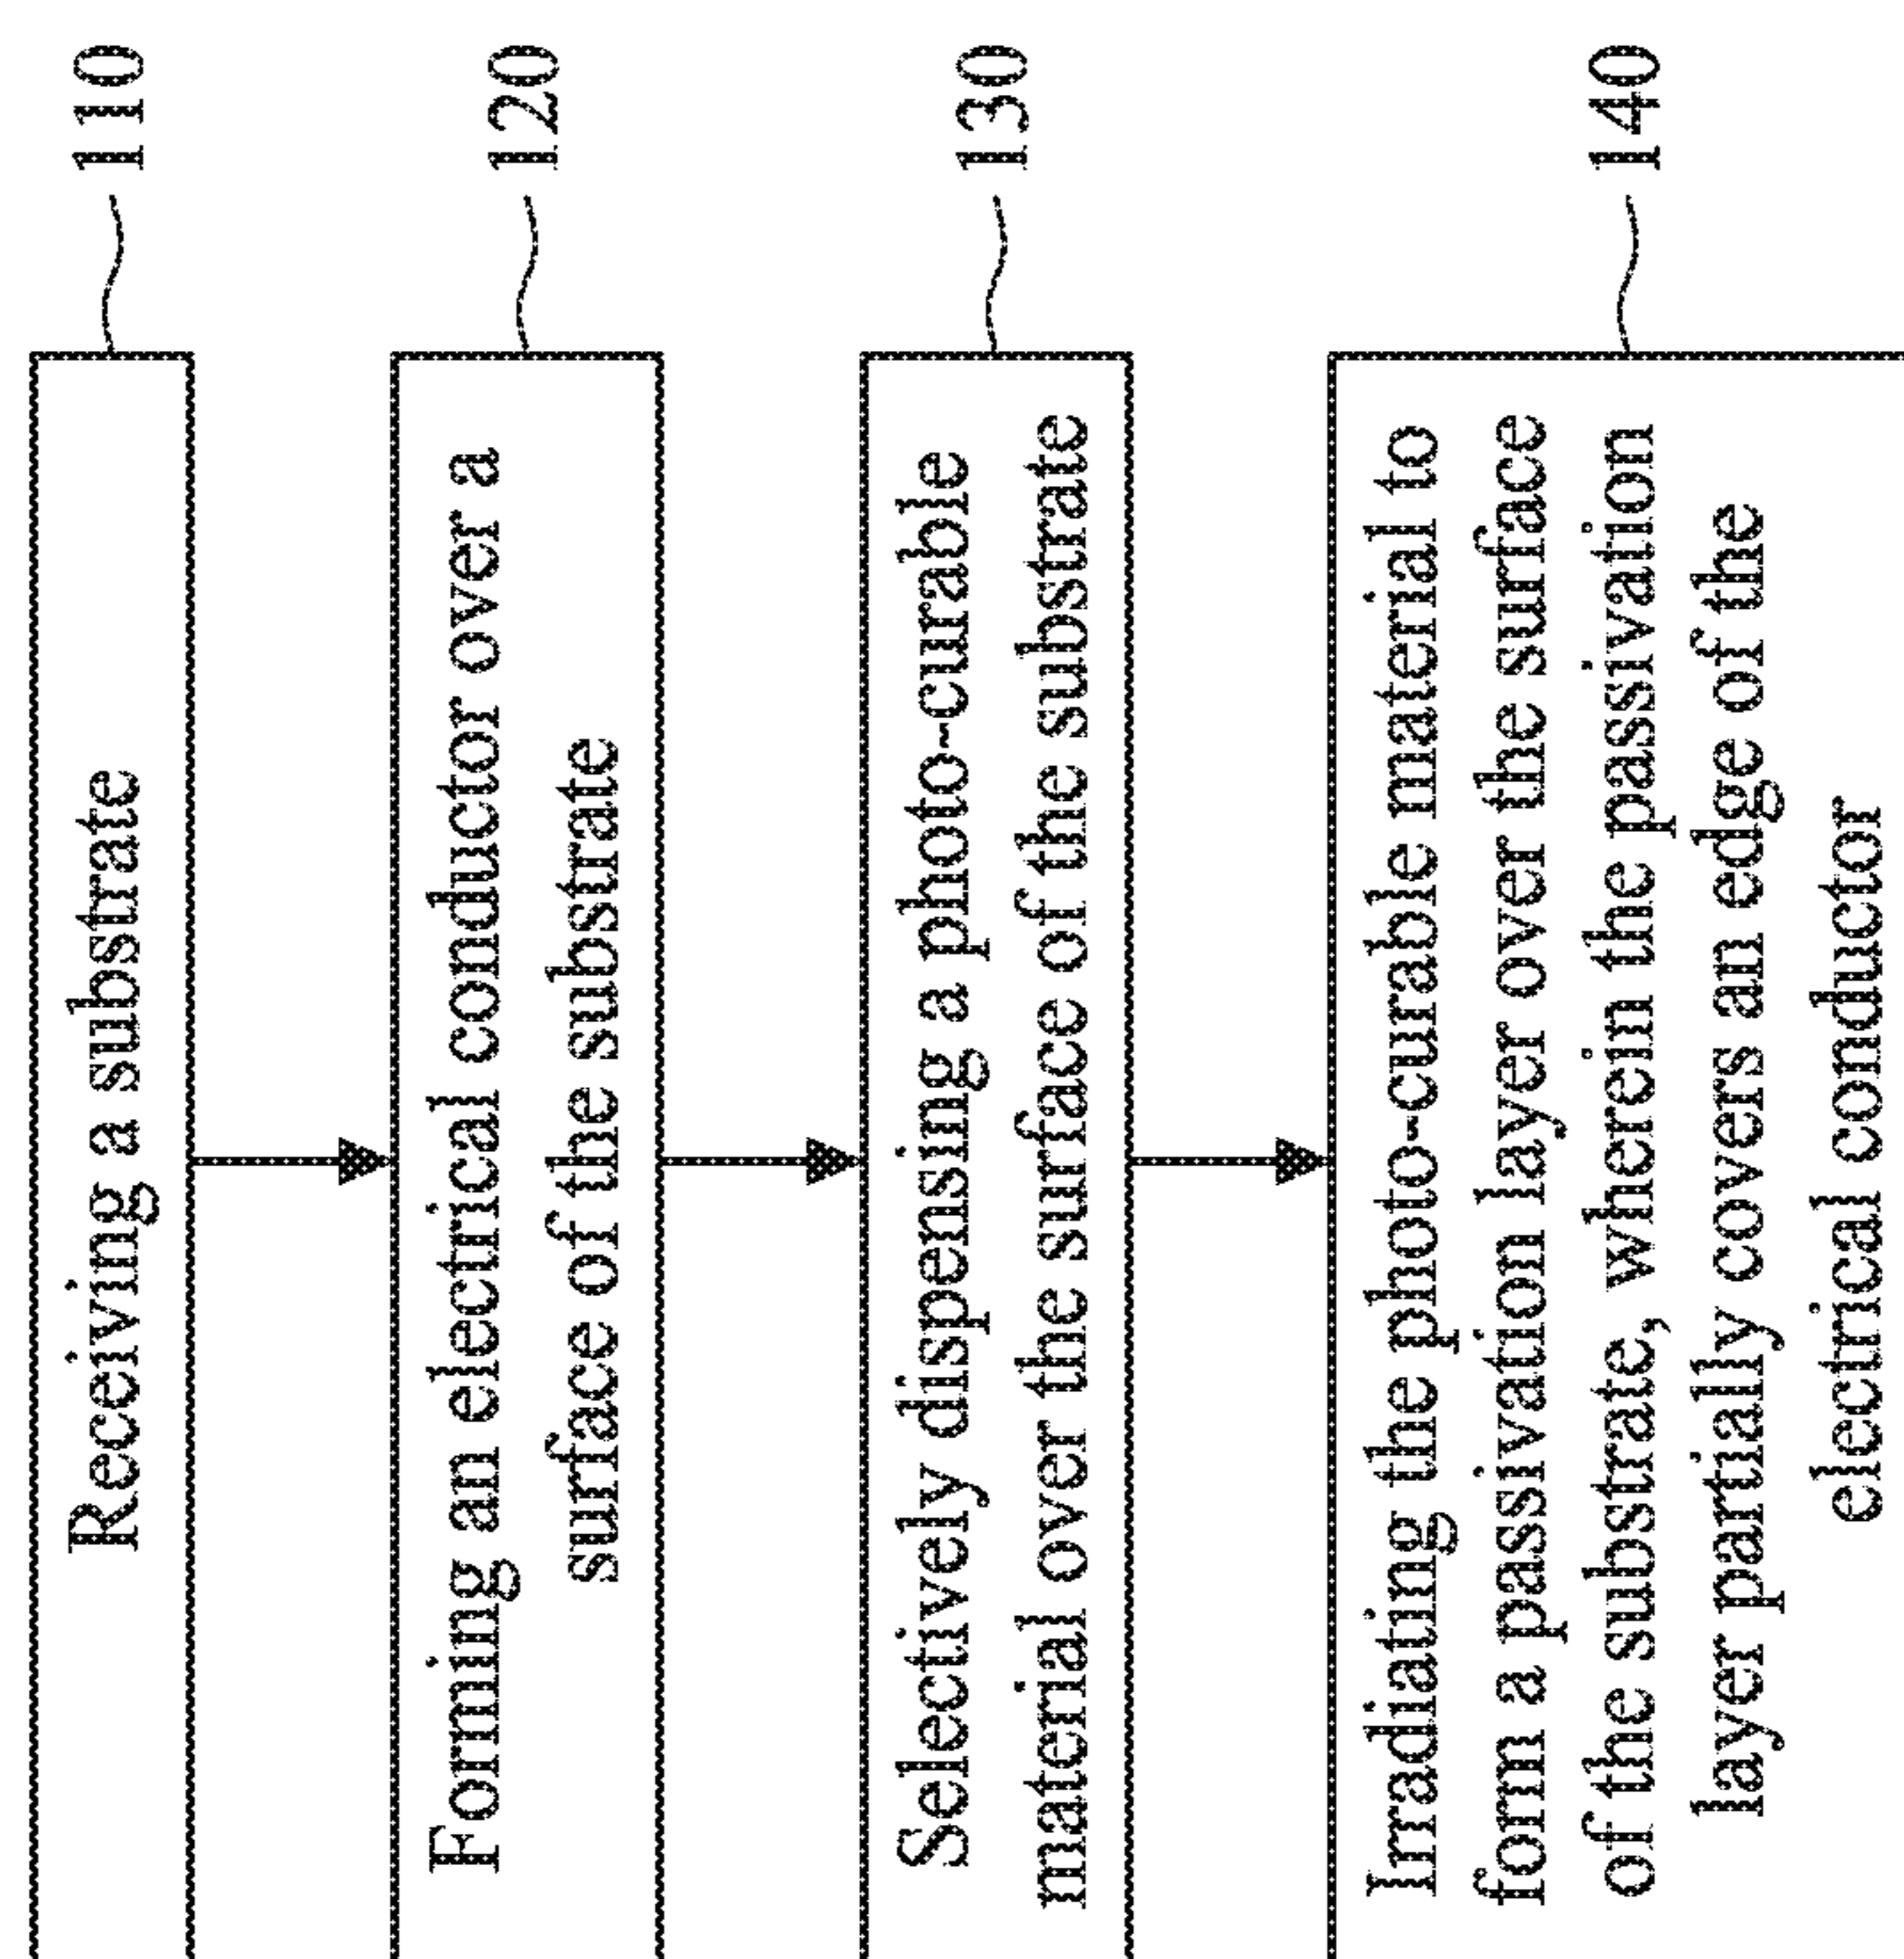 Receiving a substrate
110
Forming an electrical conductor over a
surface of the substrate
120
Selectively dispensing a photo-curable
material over the surface of the substrate
130
Irradiating the photo-curable material to
form a passivation layer over the surface
of the substrate, wherein the passivation
layer partially covers an edge of the
electrical conductor
140